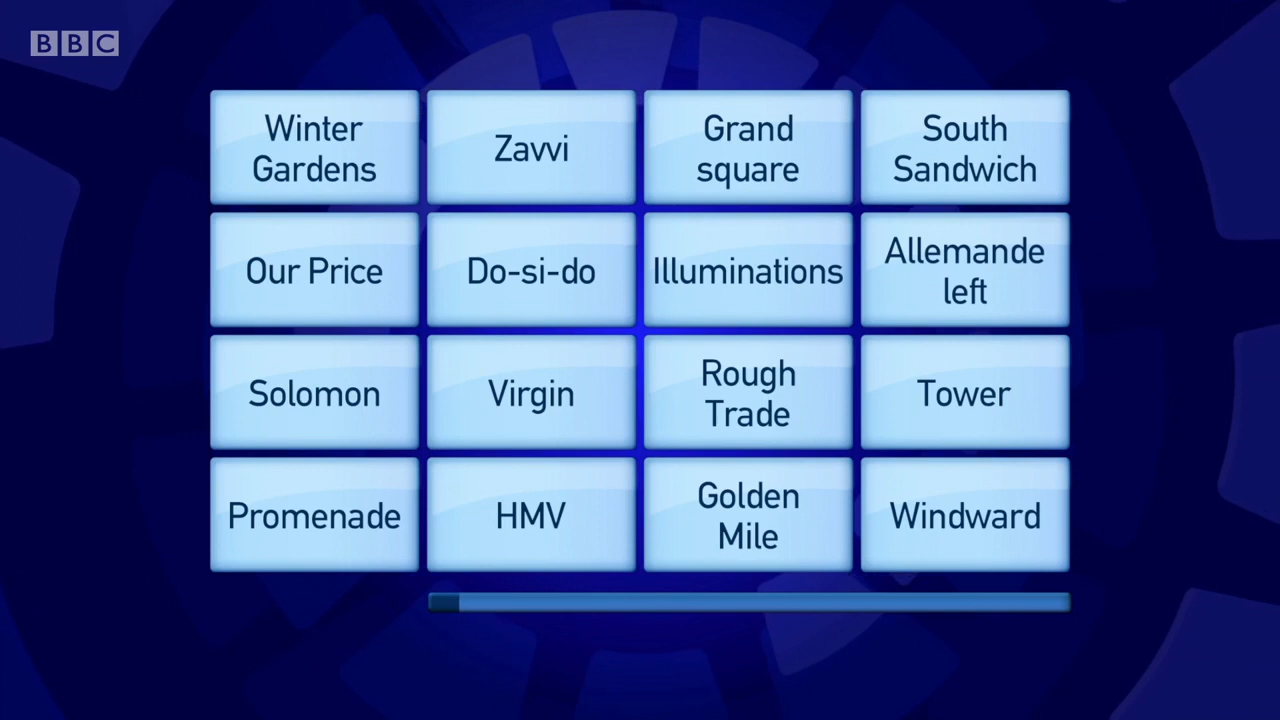 BBC
Winter
Gardens
Zavvi
Grand
square
South
Sandwich
Our Price
Do-si-do
Illuminations
Allemande
left
Solomon
Virgin
Rough
Trade
Tower
Promenade
HMV
Golden
Mile
Windward